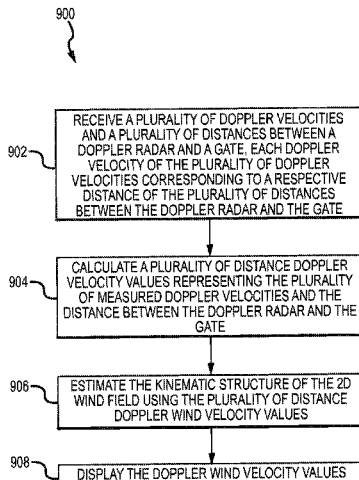 900
902
RECEIVE A PLURALITY OF DOPPLER VELOCITIES
AND A PLURALITY OF DISTANCES BETWEEN A
DOPPLER RADAR AND A GATE, EACH DOPPLER
VELOCITY OF THE PLURALITY OF DOPPLER
VELOCITIES CORRESPONDING TO A RESPECTIVE
DISTANCE OF THE PLURALITY OF DISTANCES
BETWEEN THE DOPPLER RADAR AND THE GATE
904
CALCULATE A PLURALITY OF DISTANCE DOPPLER
VELOCITY VALUES REPRESENTING THE PLURALITY
OF MEASURED DOPPLER VELOCITIES AND THE
DISTANCE BETWEEN THE DOPPLER RADAR AND THE
GATE
906
ESTIMATE THE KINEMATIC STRUCTURE OF THE 2D
WIND FIELD USING THE PLURALITY OF DISTANCE
DOPPLER WIND VELOCITY VALUES
908
DISPLAY THE DOPPLER WIND VELOCITY VALUES